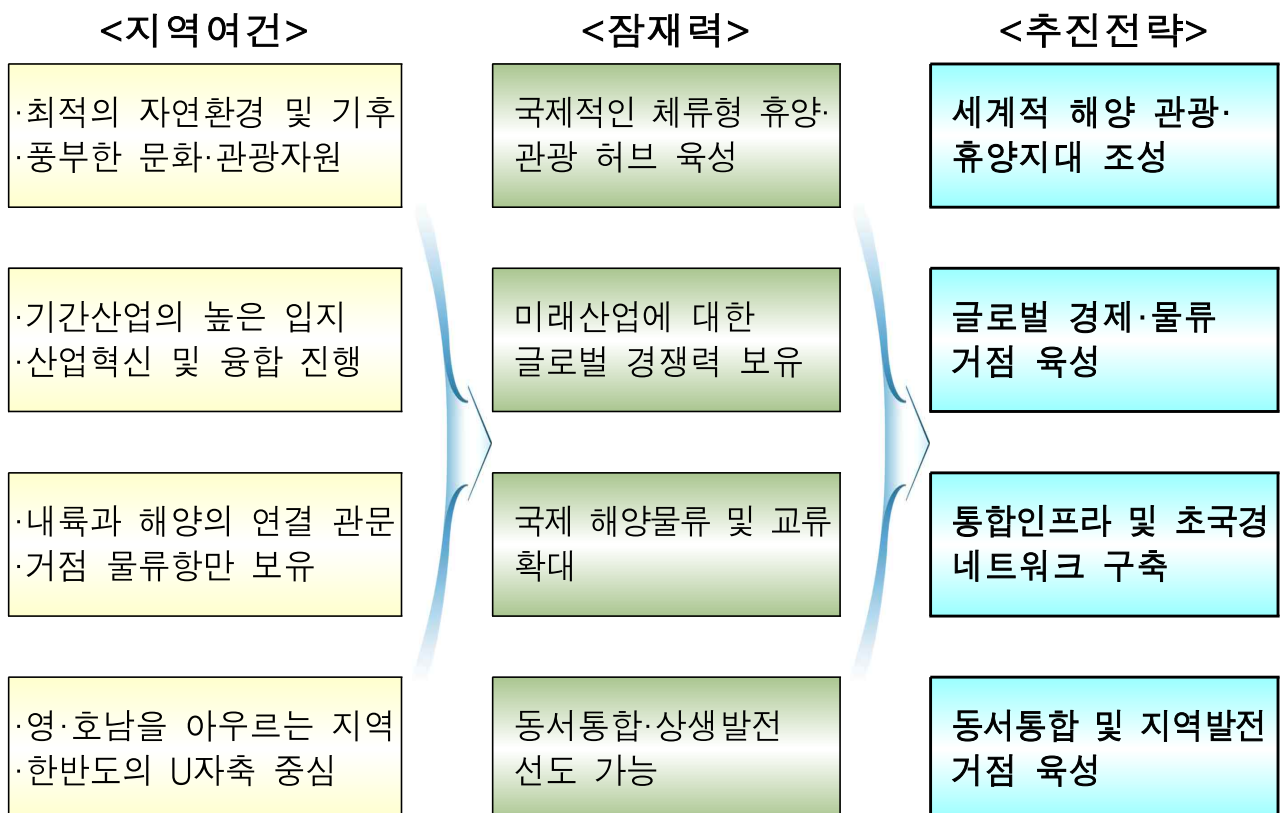 <지역여건>
·최적의 자연환경 및 기후
·풍부한 문화·관광자원
·기간산업의 높은 입지
·산업혁신 및 융합 진행
·내륙과 해양의 연결 관문
·거점 물류항만 보유
·영·호남을 아우르는 지역
·한반도의 U자축 중심
<잠재력>
국제적인 체류형 휴양·
관광 허브 육성
미래산업에 대한
글로벌 경쟁력 보유
국제 해양물류 및 교류
확대
동서통합·상생발전
선도 가능
<추진전략>
세계적 해양 관광·
휴양지대 조성
글로벌 경제·물류
거점 육성
통합인프라 및 초국경
네트워크 구축
동서통합 및 지역발전
거점 육성